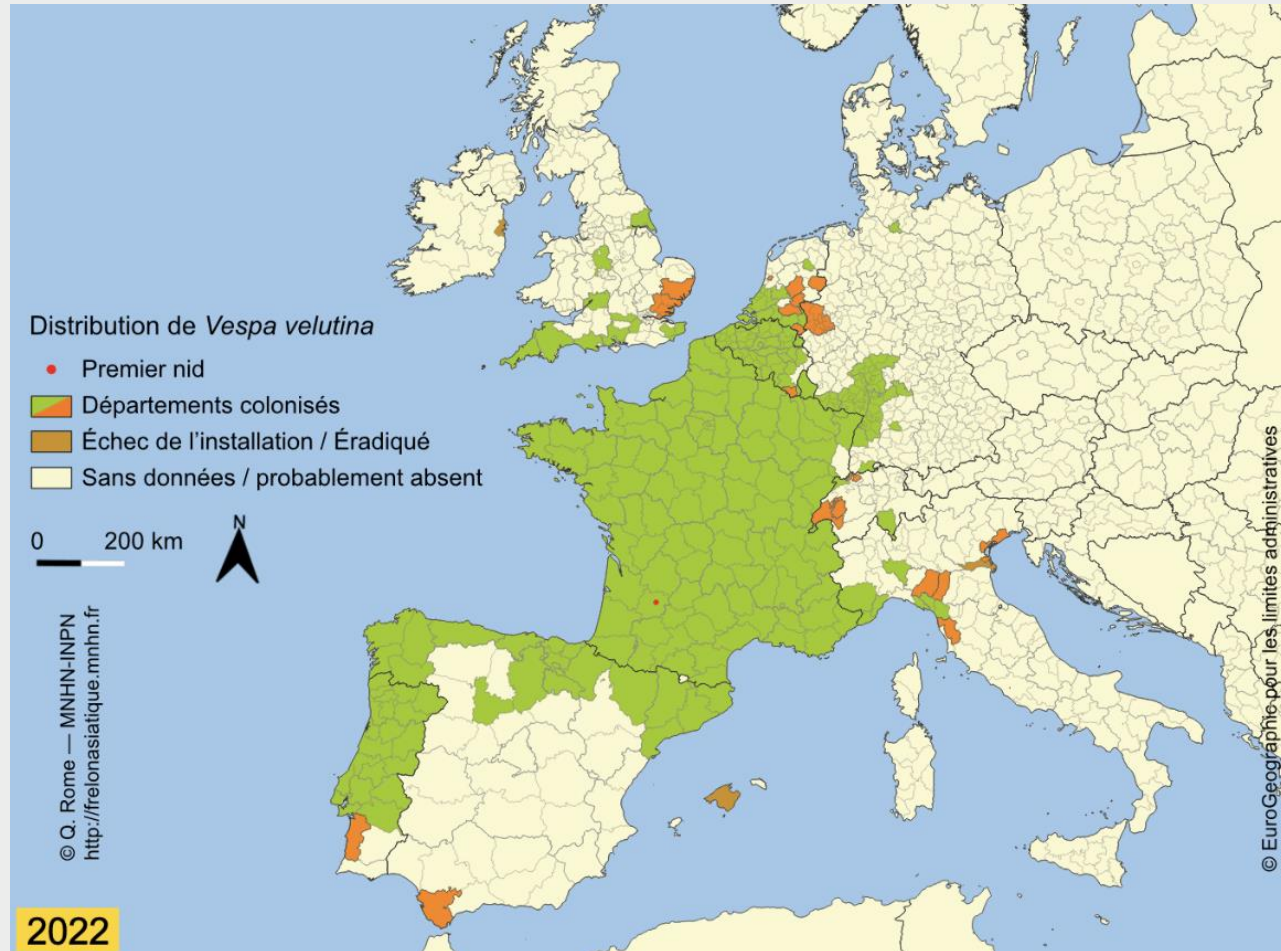 Distribution de Vespa velutina
Premier nid
Départements colonisés
Échec de l'installation / Éradiqué
Sans données / probablement absent
0 200 km
N
© Q. Rome — MNHN-INPN
http://frelonasiatique.mnhn.fr
© EuroGeographic pour les limites administratives
2022